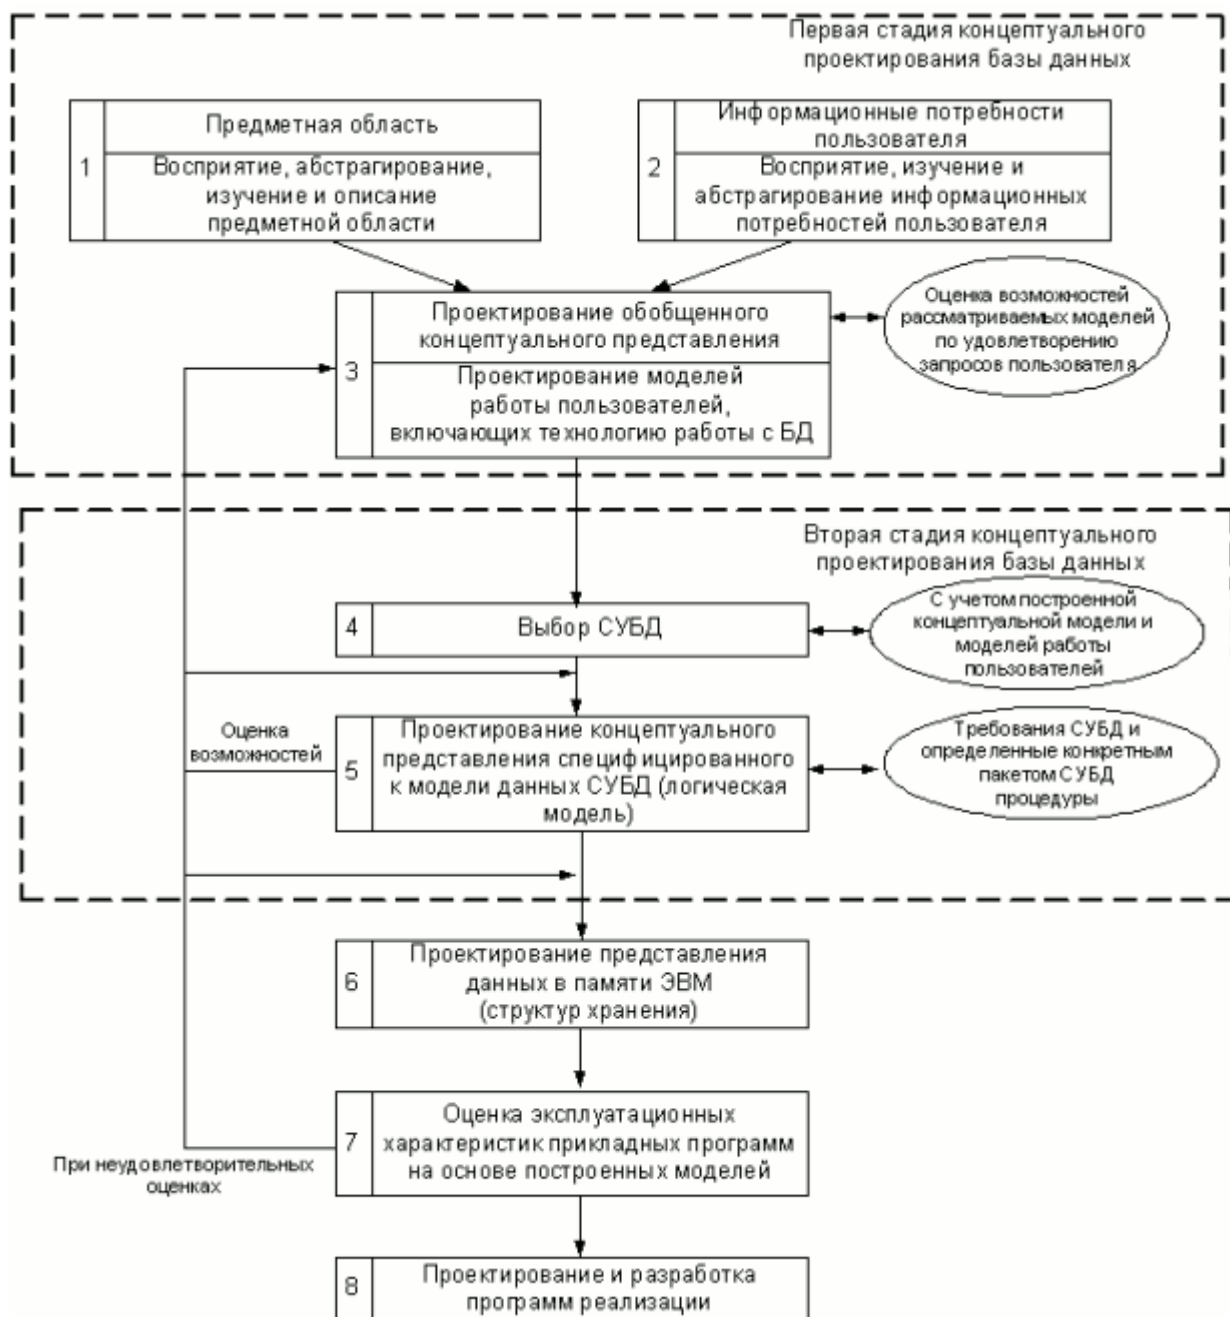 Первая стадия концептуального
проектирования базы данных
1
Предметная область
Восприятие, абстрагирование,
изучение и описание
предметной области
2
Информационные потребности
пользователя
Восприятие, изучение и
абстрагирование информационных
потребностей пользователя
3
Проектирование обобщенного
концептуального представления
Проектирование моделей
работы пользователей,
включающих технологию работы с БД
Оценка возможностей
рассматриваемых моделей
по удовлетворению
запросов пользователя
Вторая стадия концептуального
проектирования базы данных
4
Выбор СУБД
С учетом построенной
концептуальной модели и
моделей работы
пользователей
Оценка
возможностей
5
Проектирование концептуального
представления специфицированного
к модели данных СУБД (логическая
модель)
Требования СУБД и
определенные конкретным
пакетом СУБД
процедуры
6
Проектирование представления
данных в памяти ЭВМ
(структур хранения)
7
Оценка эксплуатационных
характеристик прикладных программ
на основе построенных моделей
При неудовлетворительных
оценках
8
Проектирование и разработка
программ реализации